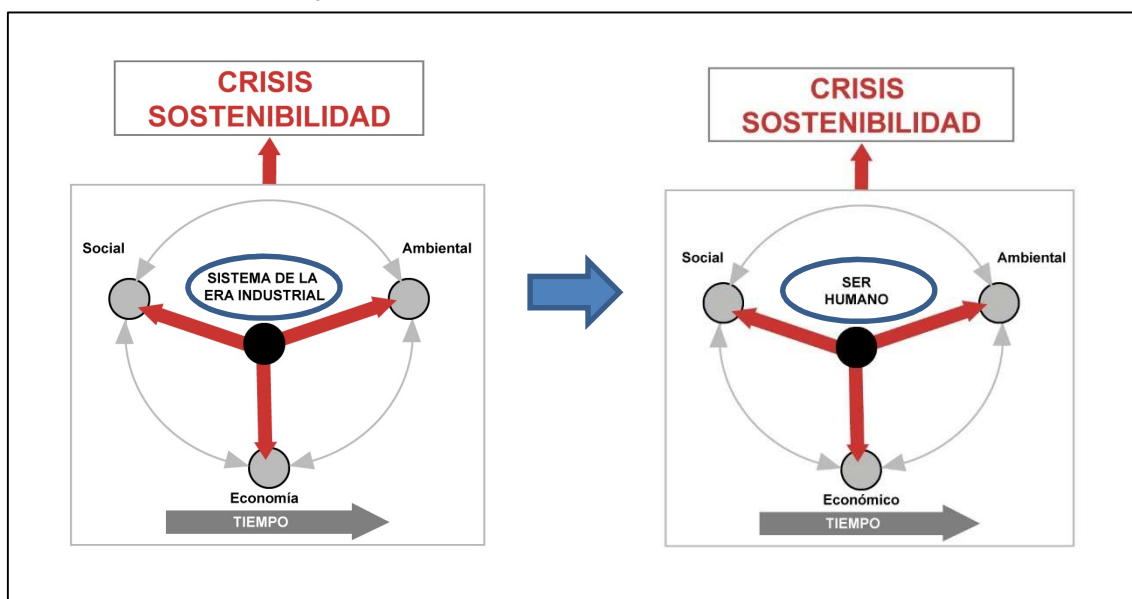 CRISIS
SOSTENIBILIDAD
Social
Ambiental
SISTEMA DE LA
ERA INDUSTRIAL
Economía
TIEMPO
CRISIS
SOSTENIBILIDAD
Social
Ambiental
SER
HUMANO
Económico
TIEMPO